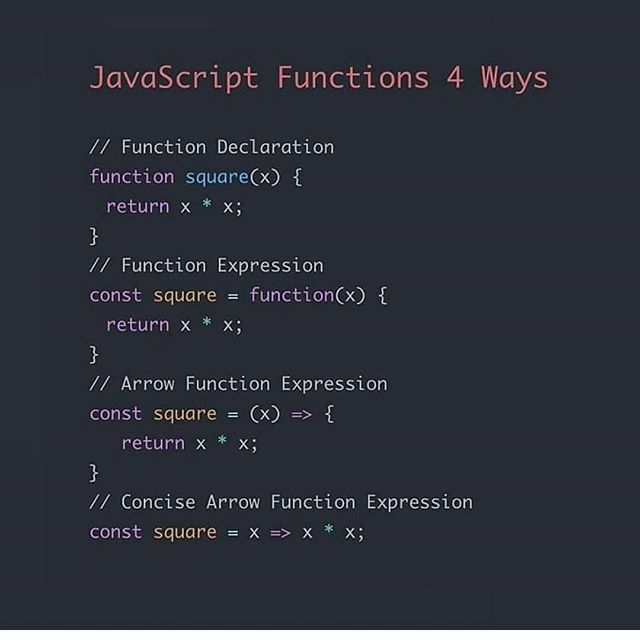 JavaScript Functions 4 Ways
// Function Declaration
function square(x) {
  return x * x;
}
// Function Expression
const square = function(x) {
  return x * x;
}
// Arrow Function Expression
const square = (x) => {
    return x * x;
}
// Concise Arrow Function Expression
const square = x => x * x;